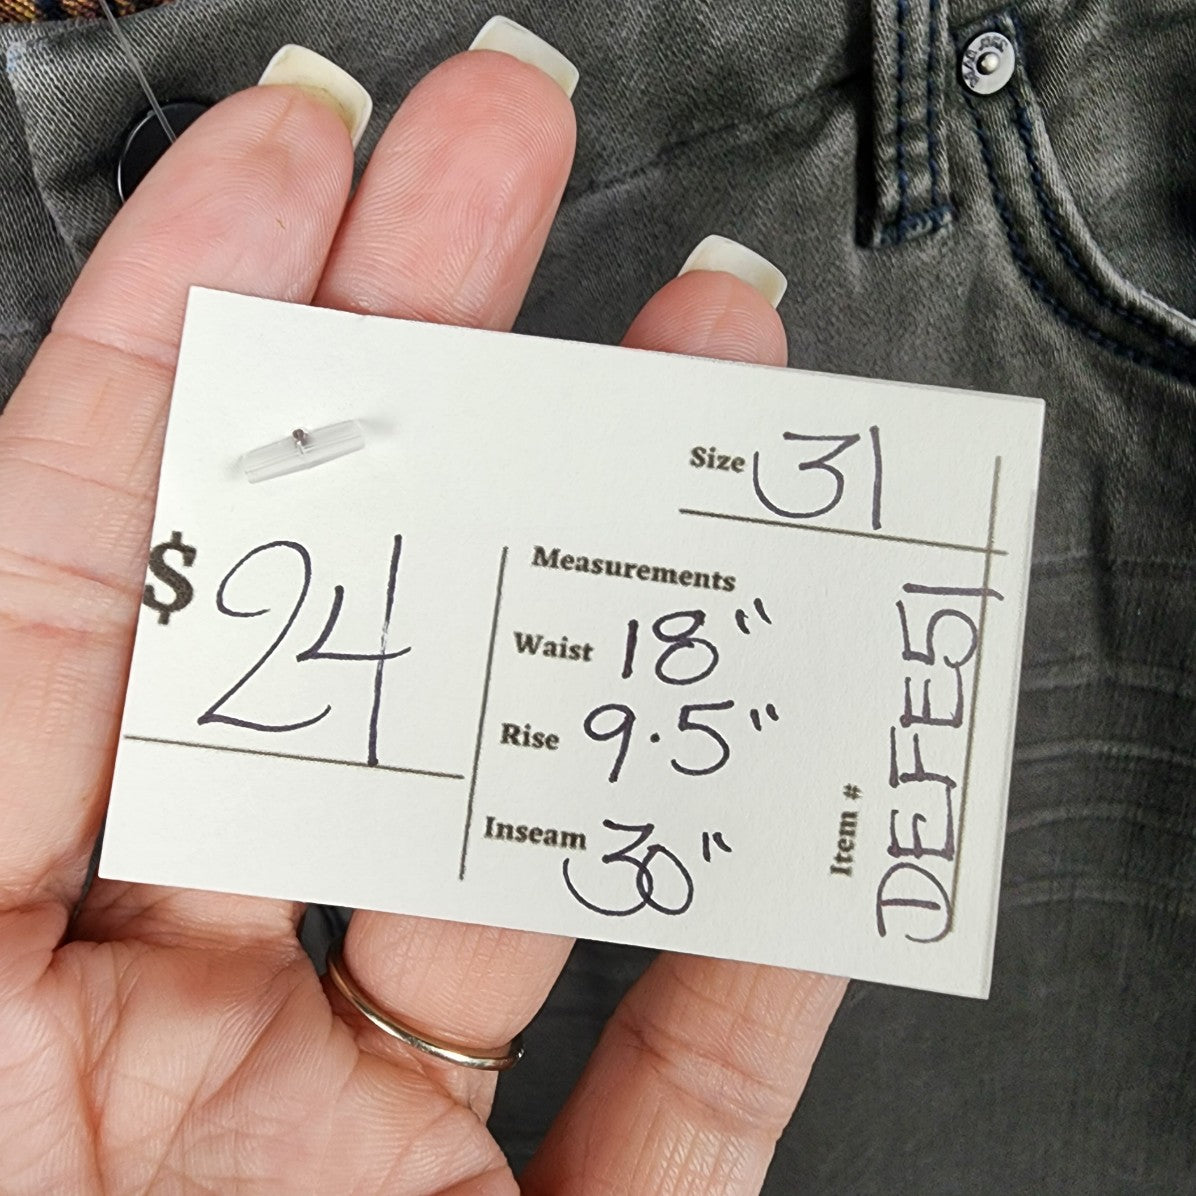 Size 31
$ 24
Measurements
Waist 18"
Rise 9.5"
Inseam 30"
Item # DEFE51